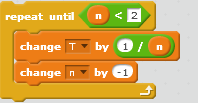 repeat until n < 2
change T by 1 / n
change n by -1